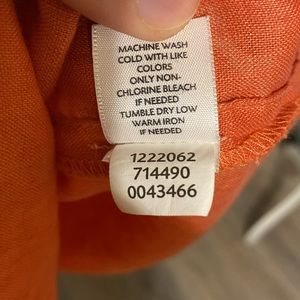 MACHINE WASH
COLD WITH LIKE
COLORS
ONLY NON-
CHLORINE BLEACH
IF NEEDED
TUMBLE DRY LOW
WARM IRON
IF NEEDED
1222062
714490
0043466